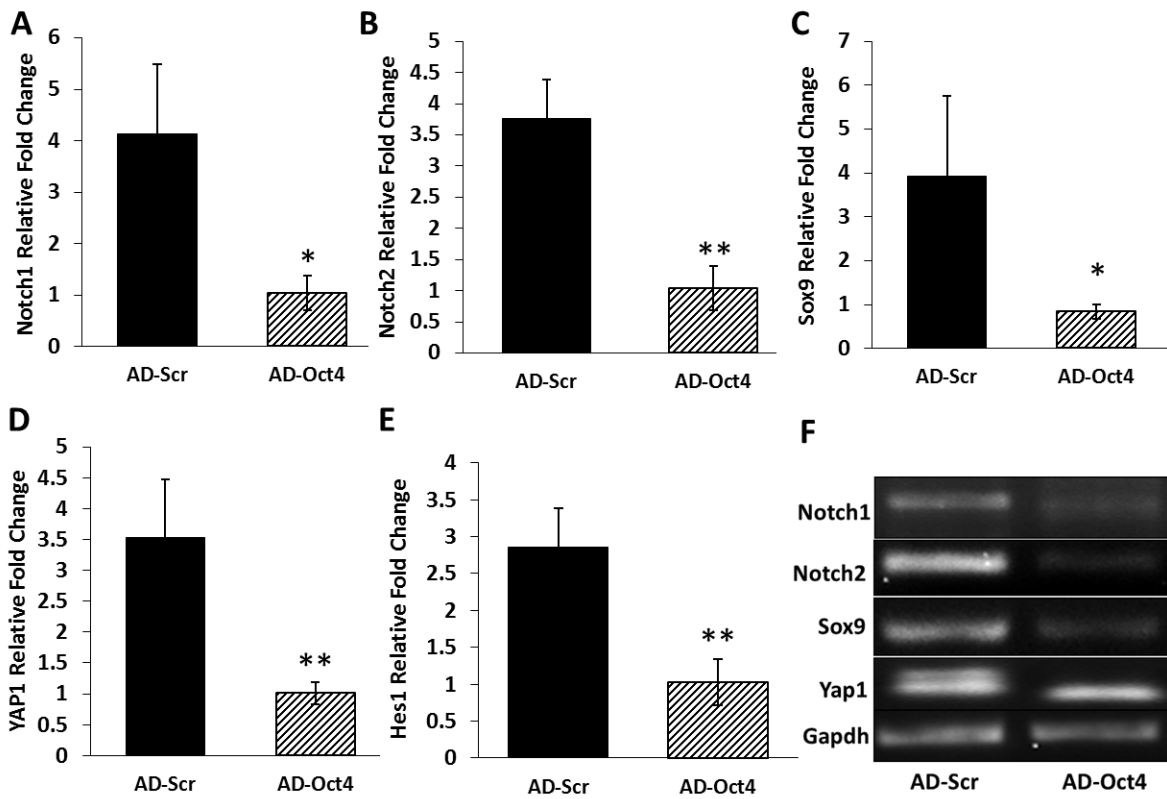 A
Notch1 Relative Fold Change
6
5
4
3
2
1
0
*
AD-Scr
AD-Oct4
B
Notch2 Relative Fold Change
5
4.5
4
3.5
3
2.5
2
1.5
1
0.5
0
**
AD-Scr
AD-Oct4
C
Sox9 Relative Fold Change
7
6
5
4
3
2
1
0
*
AD-Scr
AD-Oct4
D
YAP1 Relative Fold Change
5
4.5
4
3.5
3
2.5
2
1.5
1
0.5
0
**
AD-Scr
AD-Oct4
E
Hes1 Relative Fold Change
4
3.5
3
2.5
2
1.5
1
0.5
0
**
AD-Scr
AD-Oct4
F
Notch1
Notch2
Sox9
Yap1
Gapdh
AD-Scr
AD-Oct4